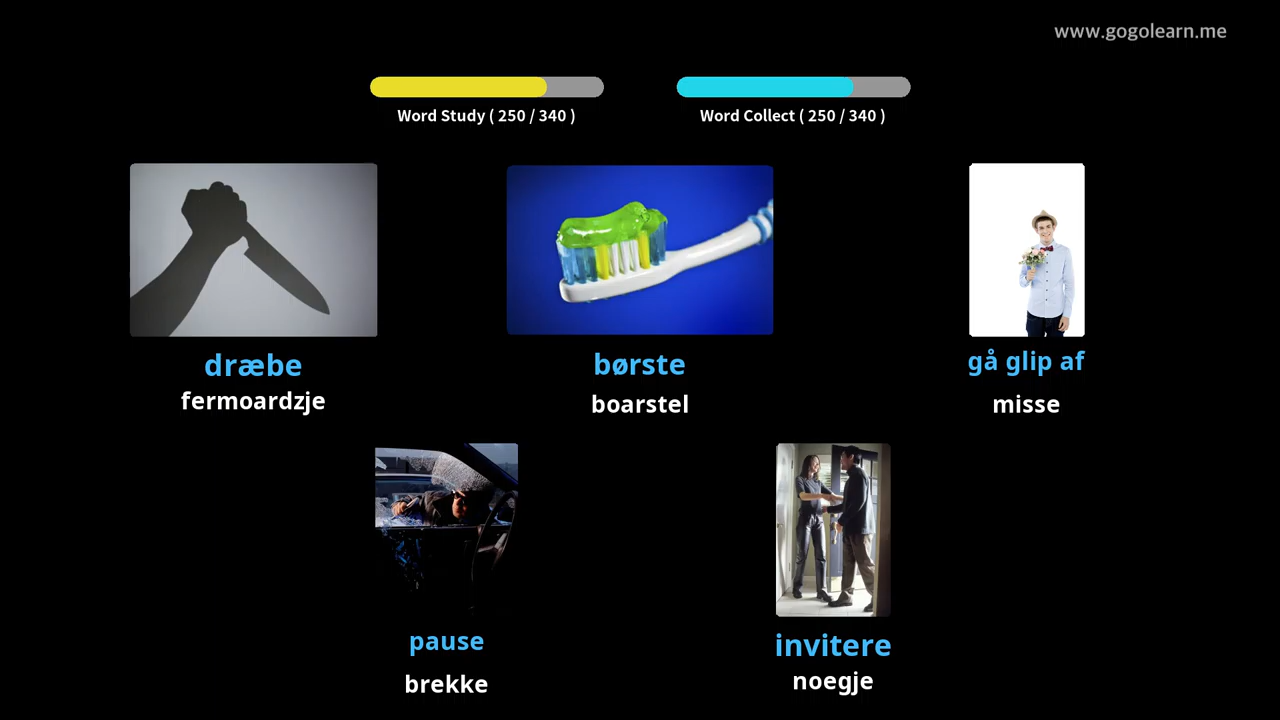 www.gogolearn.me
Word Study ( 250 / 340 )
Word Collect ( 250 / 340 )
dræbe
fermoardzje
børste
boarstel
gå glip af
misse
pause
brekke
invitere
noegje